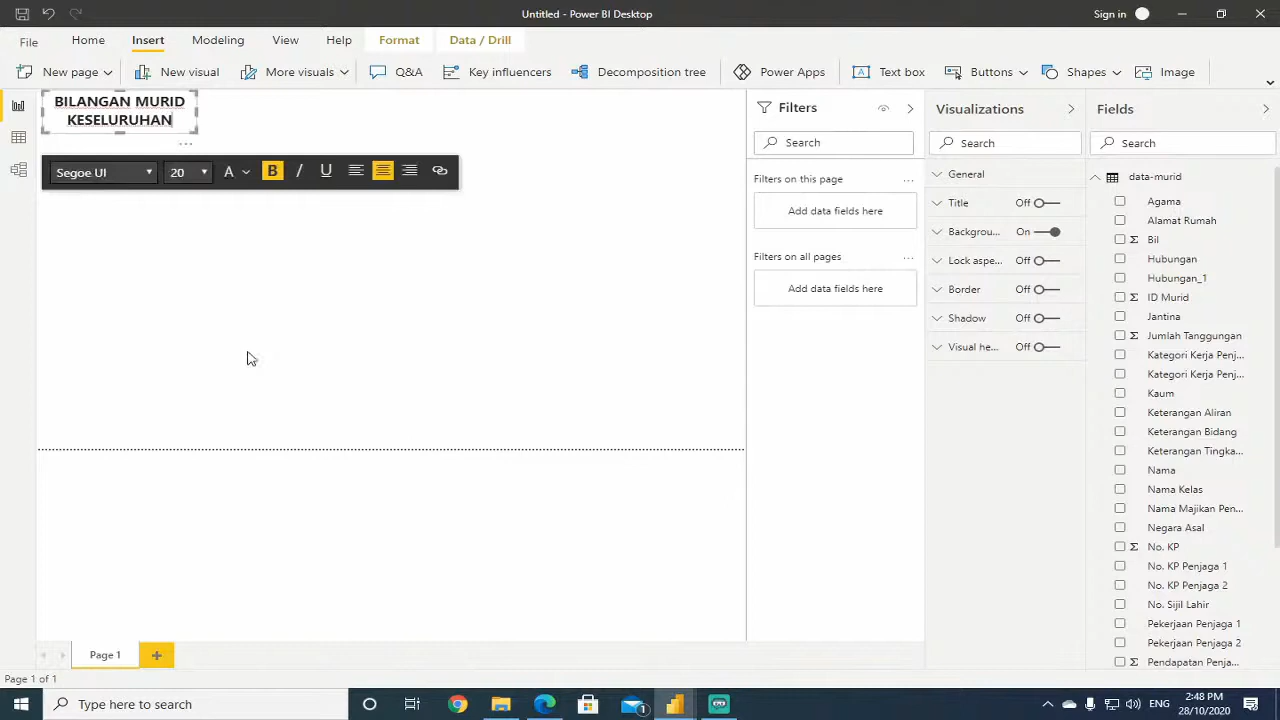 Untitled - Power BI Desktop
Sign in
File
Home
Insert
Modeling
View
Help
Format
Data / Drill
New page
New visual
More visuals
Q&A
Key influencers
Decomposition tree
Power Apps
Text box
Buttons
Shapes
Image
BILANGAN MURID
KESELURUHAN
Segoe UI
20
A
B
I
U
Filters
Search
Filters on this page
Add data fields here
Filters on all pages
Add data fields here
Visualizations
Search
General
Title Off
Backgrou... On
Lock aspe... Off
Border Off
Shadow Off
Visual he... Off
Fields
Search
data-murid
Agama
Alamat Rumah
Σ Bil
Hubungan
Hubungan_1
Σ ID Murid
Jantina
Σ Jumlah Tanggungan
Kategori Kerja Penj...
Kategori Kerja Penj...
Kaum
Keterangan Aliran
Keterangan Bidang
Keterangan Tingka...
Nama
Nama Kelas
Nama Majikan Pen...
Negara Asal
Σ No. KP
No. KP Penjaga 1
No. KP Penjaga 2
No. Sijil Lahir
Pekerjaan Penjaga 1
Pekerjaan Penjaga 2
Σ Pendapatan Penja...
Page 1
Page 1 of 1
Type here to search
1
ENG
2:48 PM
28/10/2020